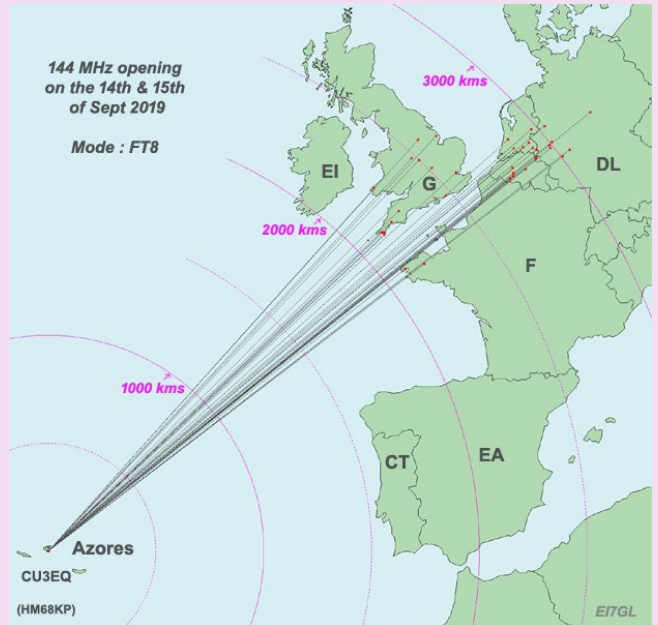 144 MHz opening
on the 14th & 15th
of Sept 2019
Mode : FT8
3000 kms
EI
G
DL
2000 kms
F
1000 kms
CT
EA
Azores
CU3EQ
(HM68KP)
EI7GL